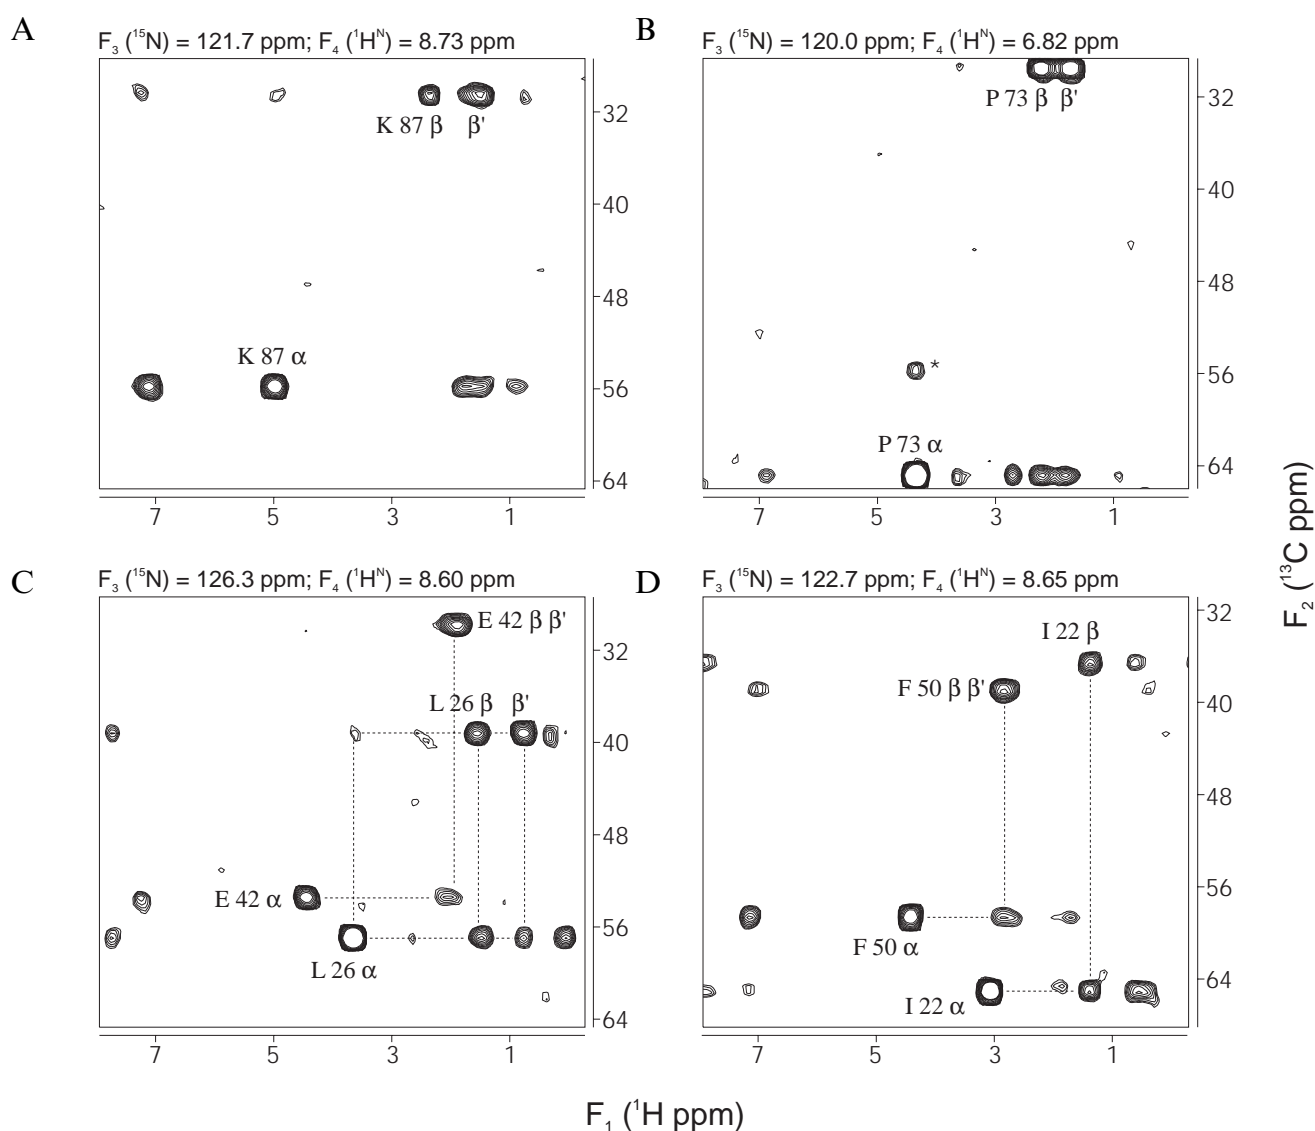 A
F₃ (¹⁵N) = 121.7 ppm; F₄ (¹Hᴺ) = 8.73 ppm
K 87 β β'
K 87 α
32
40
48
56
64
7 5 3 1
B
F₃ (¹⁵N) = 120.0 ppm; F₄ (¹Hᴺ) = 6.82 ppm
P 73 β β'
*
P 73 α
32
40
48
56
64
7 5 3 1
C
F₃ (¹⁵N) = 126.3 ppm; F₄ (¹Hᴺ) = 8.60 ppm
E 42 β β'
L 26 β β'
E 42 α
L 26 α
32
40
48
56
64
7 5 3 1
D
F₃ (¹⁵N) = 122.7 ppm; F₄ (¹Hᴺ) = 8.65 ppm
I 22 β
F 50 β β'
F 50 α
I 22 α
32
40
48
56
64
7 5 3 1
F₂ (¹³C ppm)
F₁ (¹H ppm)